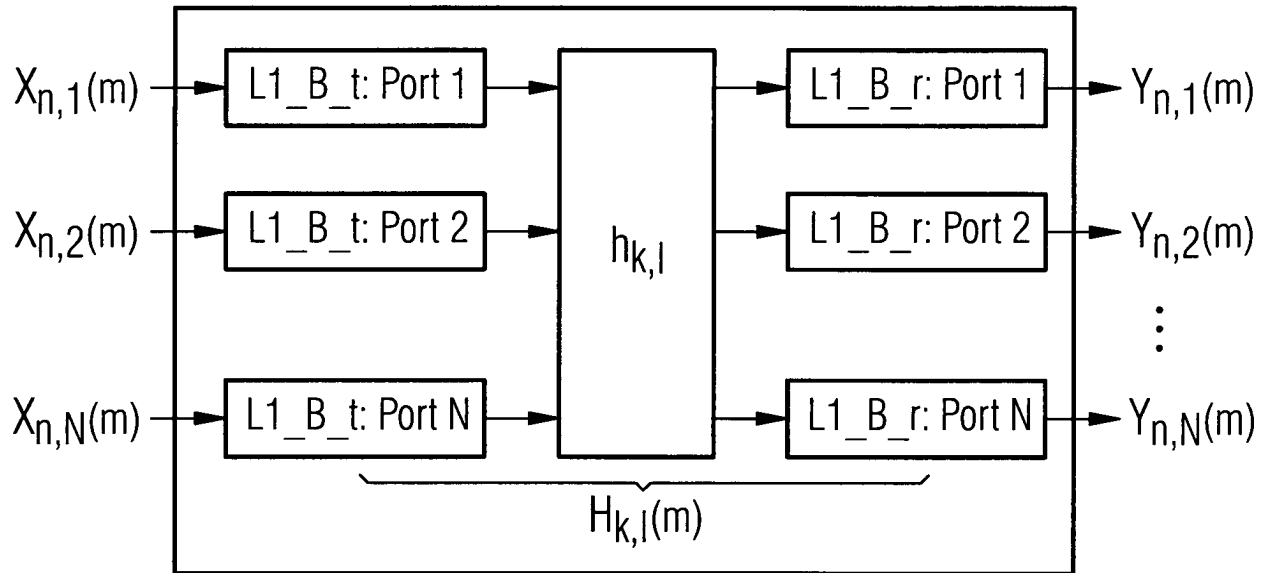 X_{n,1}(m) L1_B_t: Port 1 L1_B_r: Port 1 Y_{n,1}(m)
X_{n,2}(m) L1_B_t: Port 2 h_{k,l} L1_B_r: Port 2 Y_{n,2}(m)
⋮
X_{n,N}(m) L1_B_t: Port N L1_B_r: Port N Y_{n,N}(m)
H_{k,l}(m)